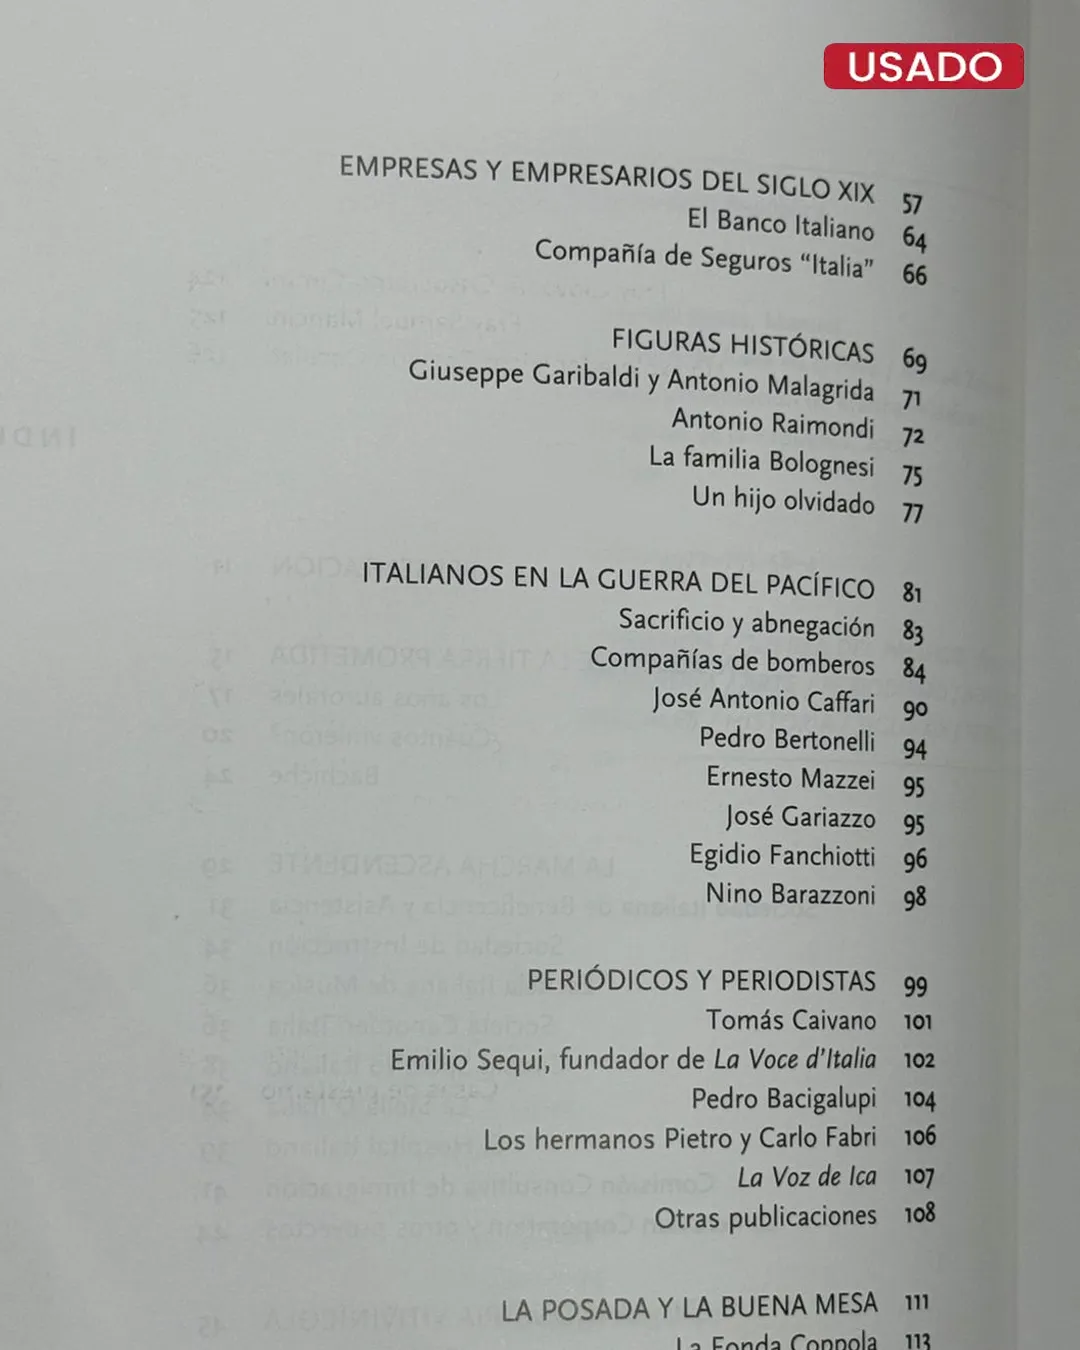 USADO
EMPRESAS Y EMPRESARIOS DEL SIGLO XIX 57
El Banco Italiano 64
Compañía de Seguros “Italia” 66
FIGURAS HISTÓRICAS 69
Giuseppe Garibaldi y Antonio Malagrida 71
Antonio Raimondi 72
La familia Bolognesi 75
Un hijo olvidado 77
ITALIANOS EN LA GUERRA DEL PACÍFICO 81
Sacrificio y abnegación 83
Compañías de bomberos 84
José Antonio Caffari 90
Pedro Bertonelli 94
Ernesto Mazzei 95
José Gariazzo 95
Egidio Fanchiotti 96
Nino Barazzoni 98
PERIÓDICOS Y PERIODISTAS 99
Tomás Caivano 101
Emilio Sequi, fundador de La Voce d'Italia 102
Pedro Bacigalupi 104
Los hermanos Pietro y Carlo Fabri 106
La Voz de Ica 107
Otras publicaciones 108
LA POSADA Y LA BUENA MESA 111
La Fonda Coppola 113